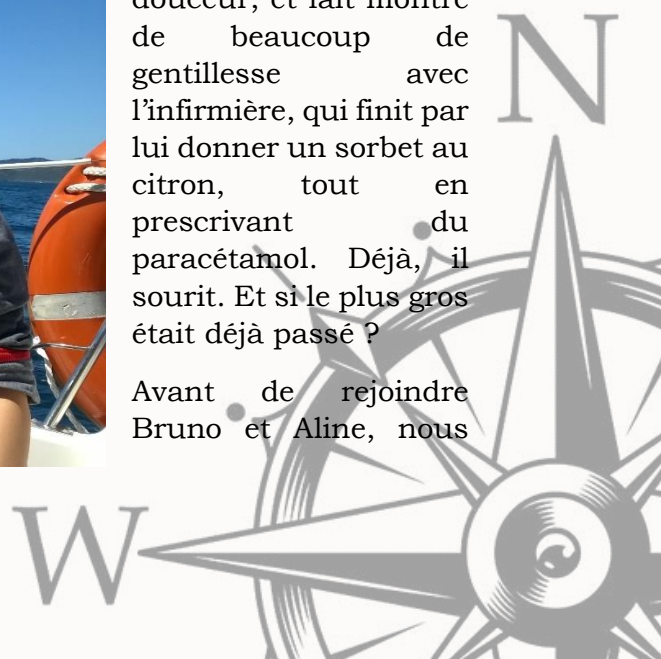 douceur, et fait montre
de beaucoup de
gentillesse avec
l’infirmière, qui finit par
lui donner un sorbet au
citron, tout en
prescrivant du
paracétamol. Déjà, il
sourit. Et si le plus gros
était déjà passé ?
Avant de rejoindre
Bruno et Aline, nous
N
W